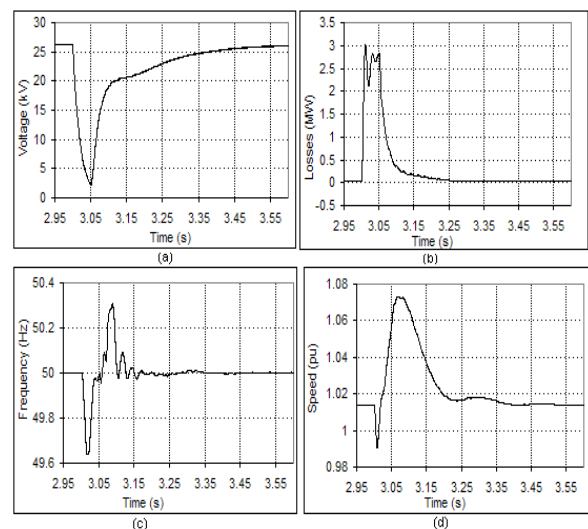 30
25
20
15
10
5
0
Voltage (kV)
2.95 3.05 3.15 3.25 3.35 3.45 3.55
Time (s)
(a)
3.5
3
2.5
2
1.5
1
0.5
0
-0.5
Losses (MW)
2.95 3.05 3.15 3.25 3.35 3.45 3.55
Time (s)
(b)
50.4
50.2
50
49.8
49.6
Frequency (Hz)
2.95 3.05 3.15 3.25 3.35 3.45 3.55
Time (s)
(c)
1.08
1.06
1.04
1.02
1
0.98
Speed (pu)
2.95 3.05 3.15 3.25 3.35 3.45 3.55
Time (s)
(d)